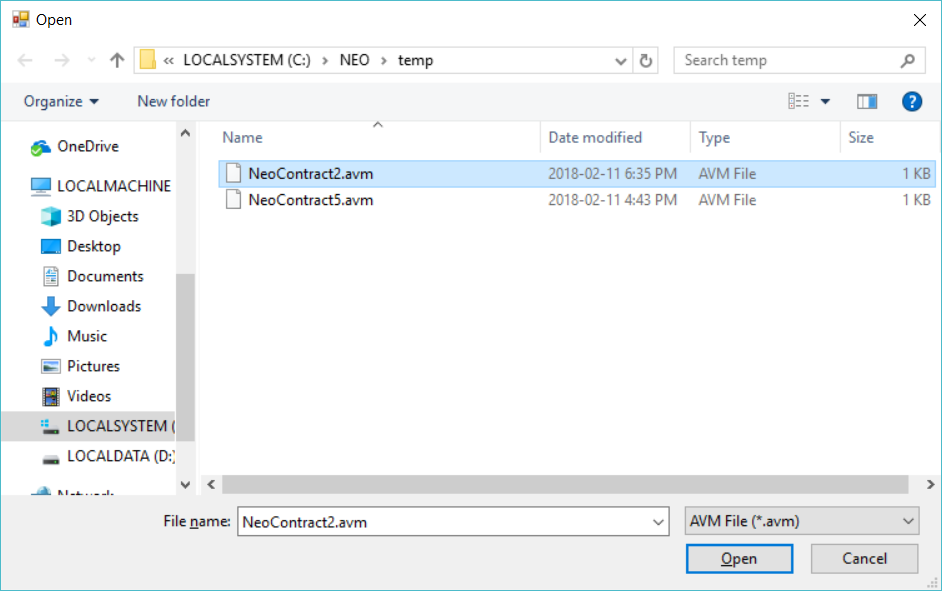 Open
« LOCALSYSTEM (C:) › NEO › temp
Search temp
Organize
New folder
?
OneDrive
LOCALMACHINE
3D Objects
Desktop
Documents
Downloads
Music
Pictures
Videos
LOCALSYSTEM (
LOCALDATA (D:)
Network
Name Date modified Type Size
NeoContract2.avm 2018-02-11 6:35 PM AVM File 1 KB
NeoContract5.avm 2018-02-11 4:43 PM AVM File 1 KB
File name: NeoContract2.avm AVM File (*.avm)
Open Cancel